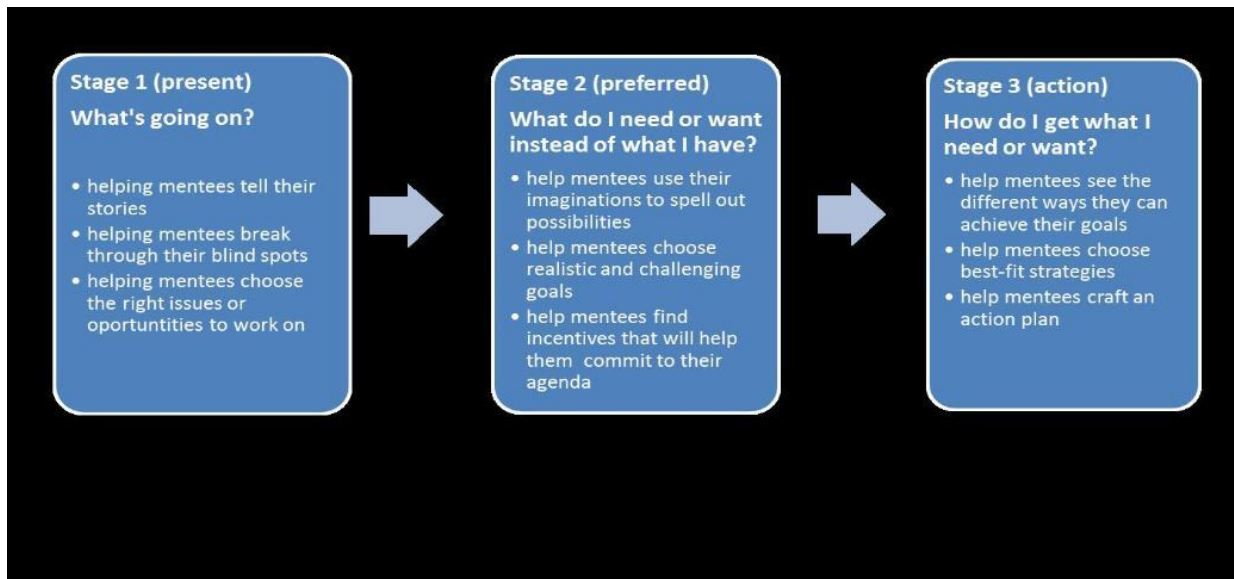 Stage 1 (present)
What's going on?
• helping mentees tell their
stories
• helping mentees break
through their blind spots
• helping mentees choose
the right issues or
oportuntities to work on
Stage 2 (preferred)
What do I need or want
instead of what I have?
• help mentees use their
imaginations to spell out
possibilities
• help mentees choose
realistic and challenging
goals
• help mentees find
incentives that will help
them commit to their
agenda
Stage 3 (action)
How do I get what I
need or want?
• help mentees see the
different ways they can
achieve their goals
• help mentees choose
best-fit strategies
• help mentees craft an
action plan